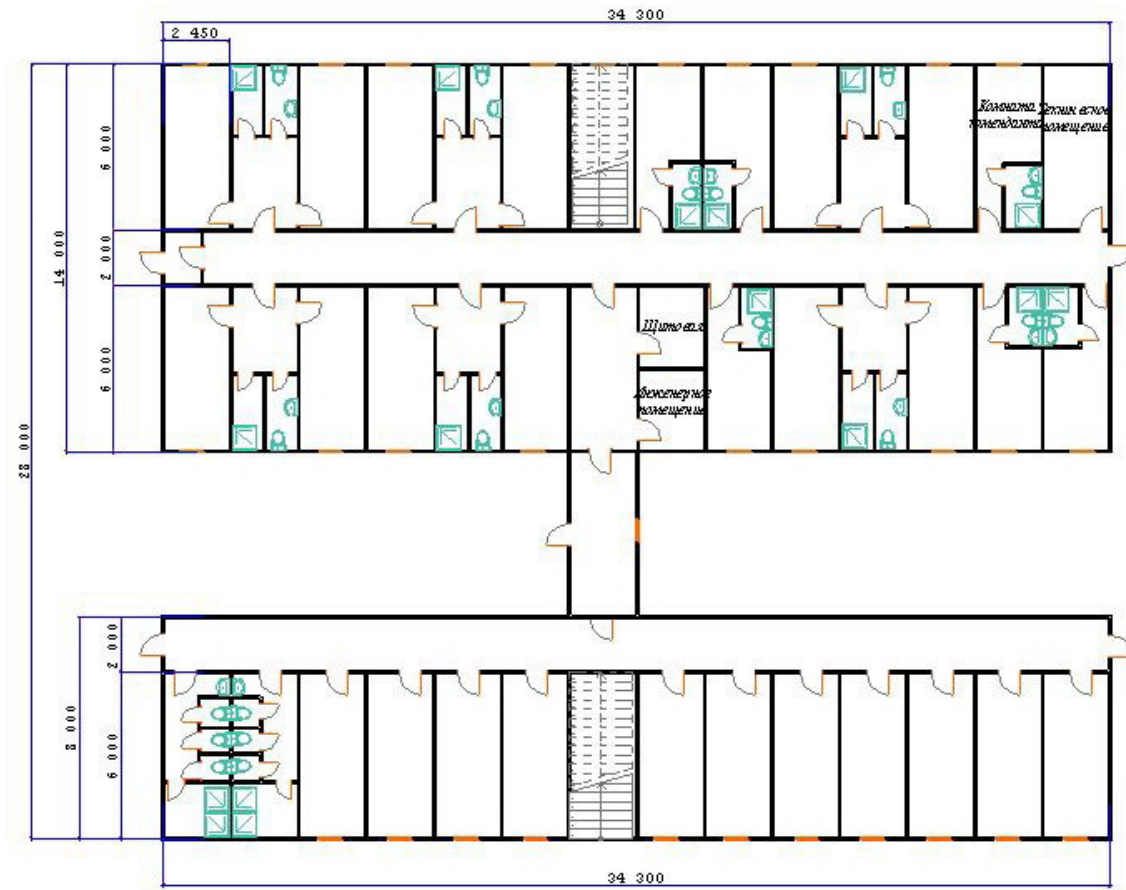 34 300
2 450
6 000
Комната
коменданта
помещение
14 000
2 000
6 000
Щитовая
Инженерное
помещение
28 000
2 000
8 000
6 000
34 300